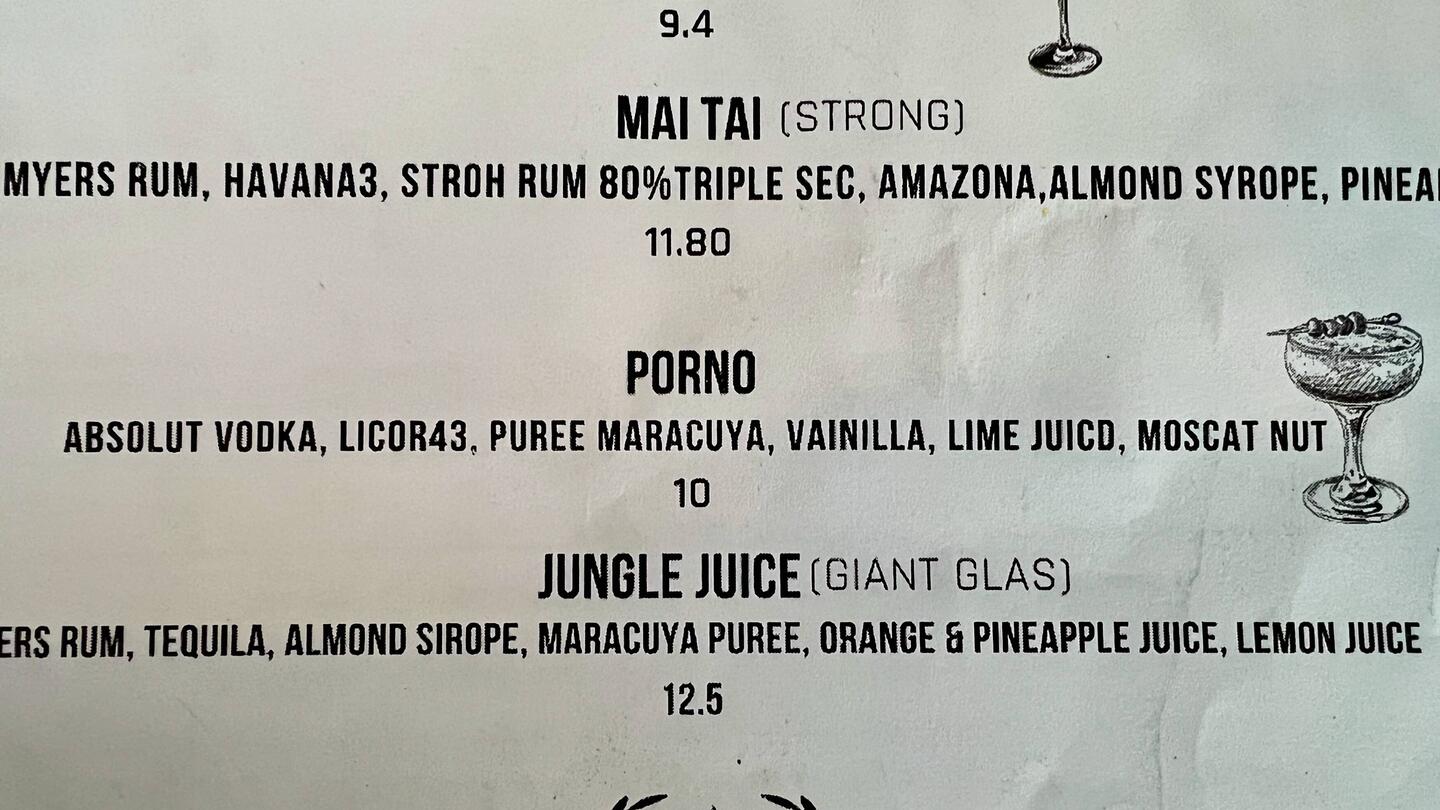 9.4
MAI TAI (STRONG)
MYERS RUM, HAVANA3, STROH RUM 80%TRIPLE SEC, AMAZONA,ALMOND SYROPE,
11.80
PORNO
ABSOLUT VODKA, LICOR43, PUREE MARACUYA, VAINILLA, LIME JUICD, MOSCAT NUT
10
JUNGLE JUICE (GIANT GLAS)
RUM, TEQUILA, ALMOND SIROPE, MARACUYA PUREE, ORANGE & PINEAPPLE JUICE, LEMON JUICE
12.5